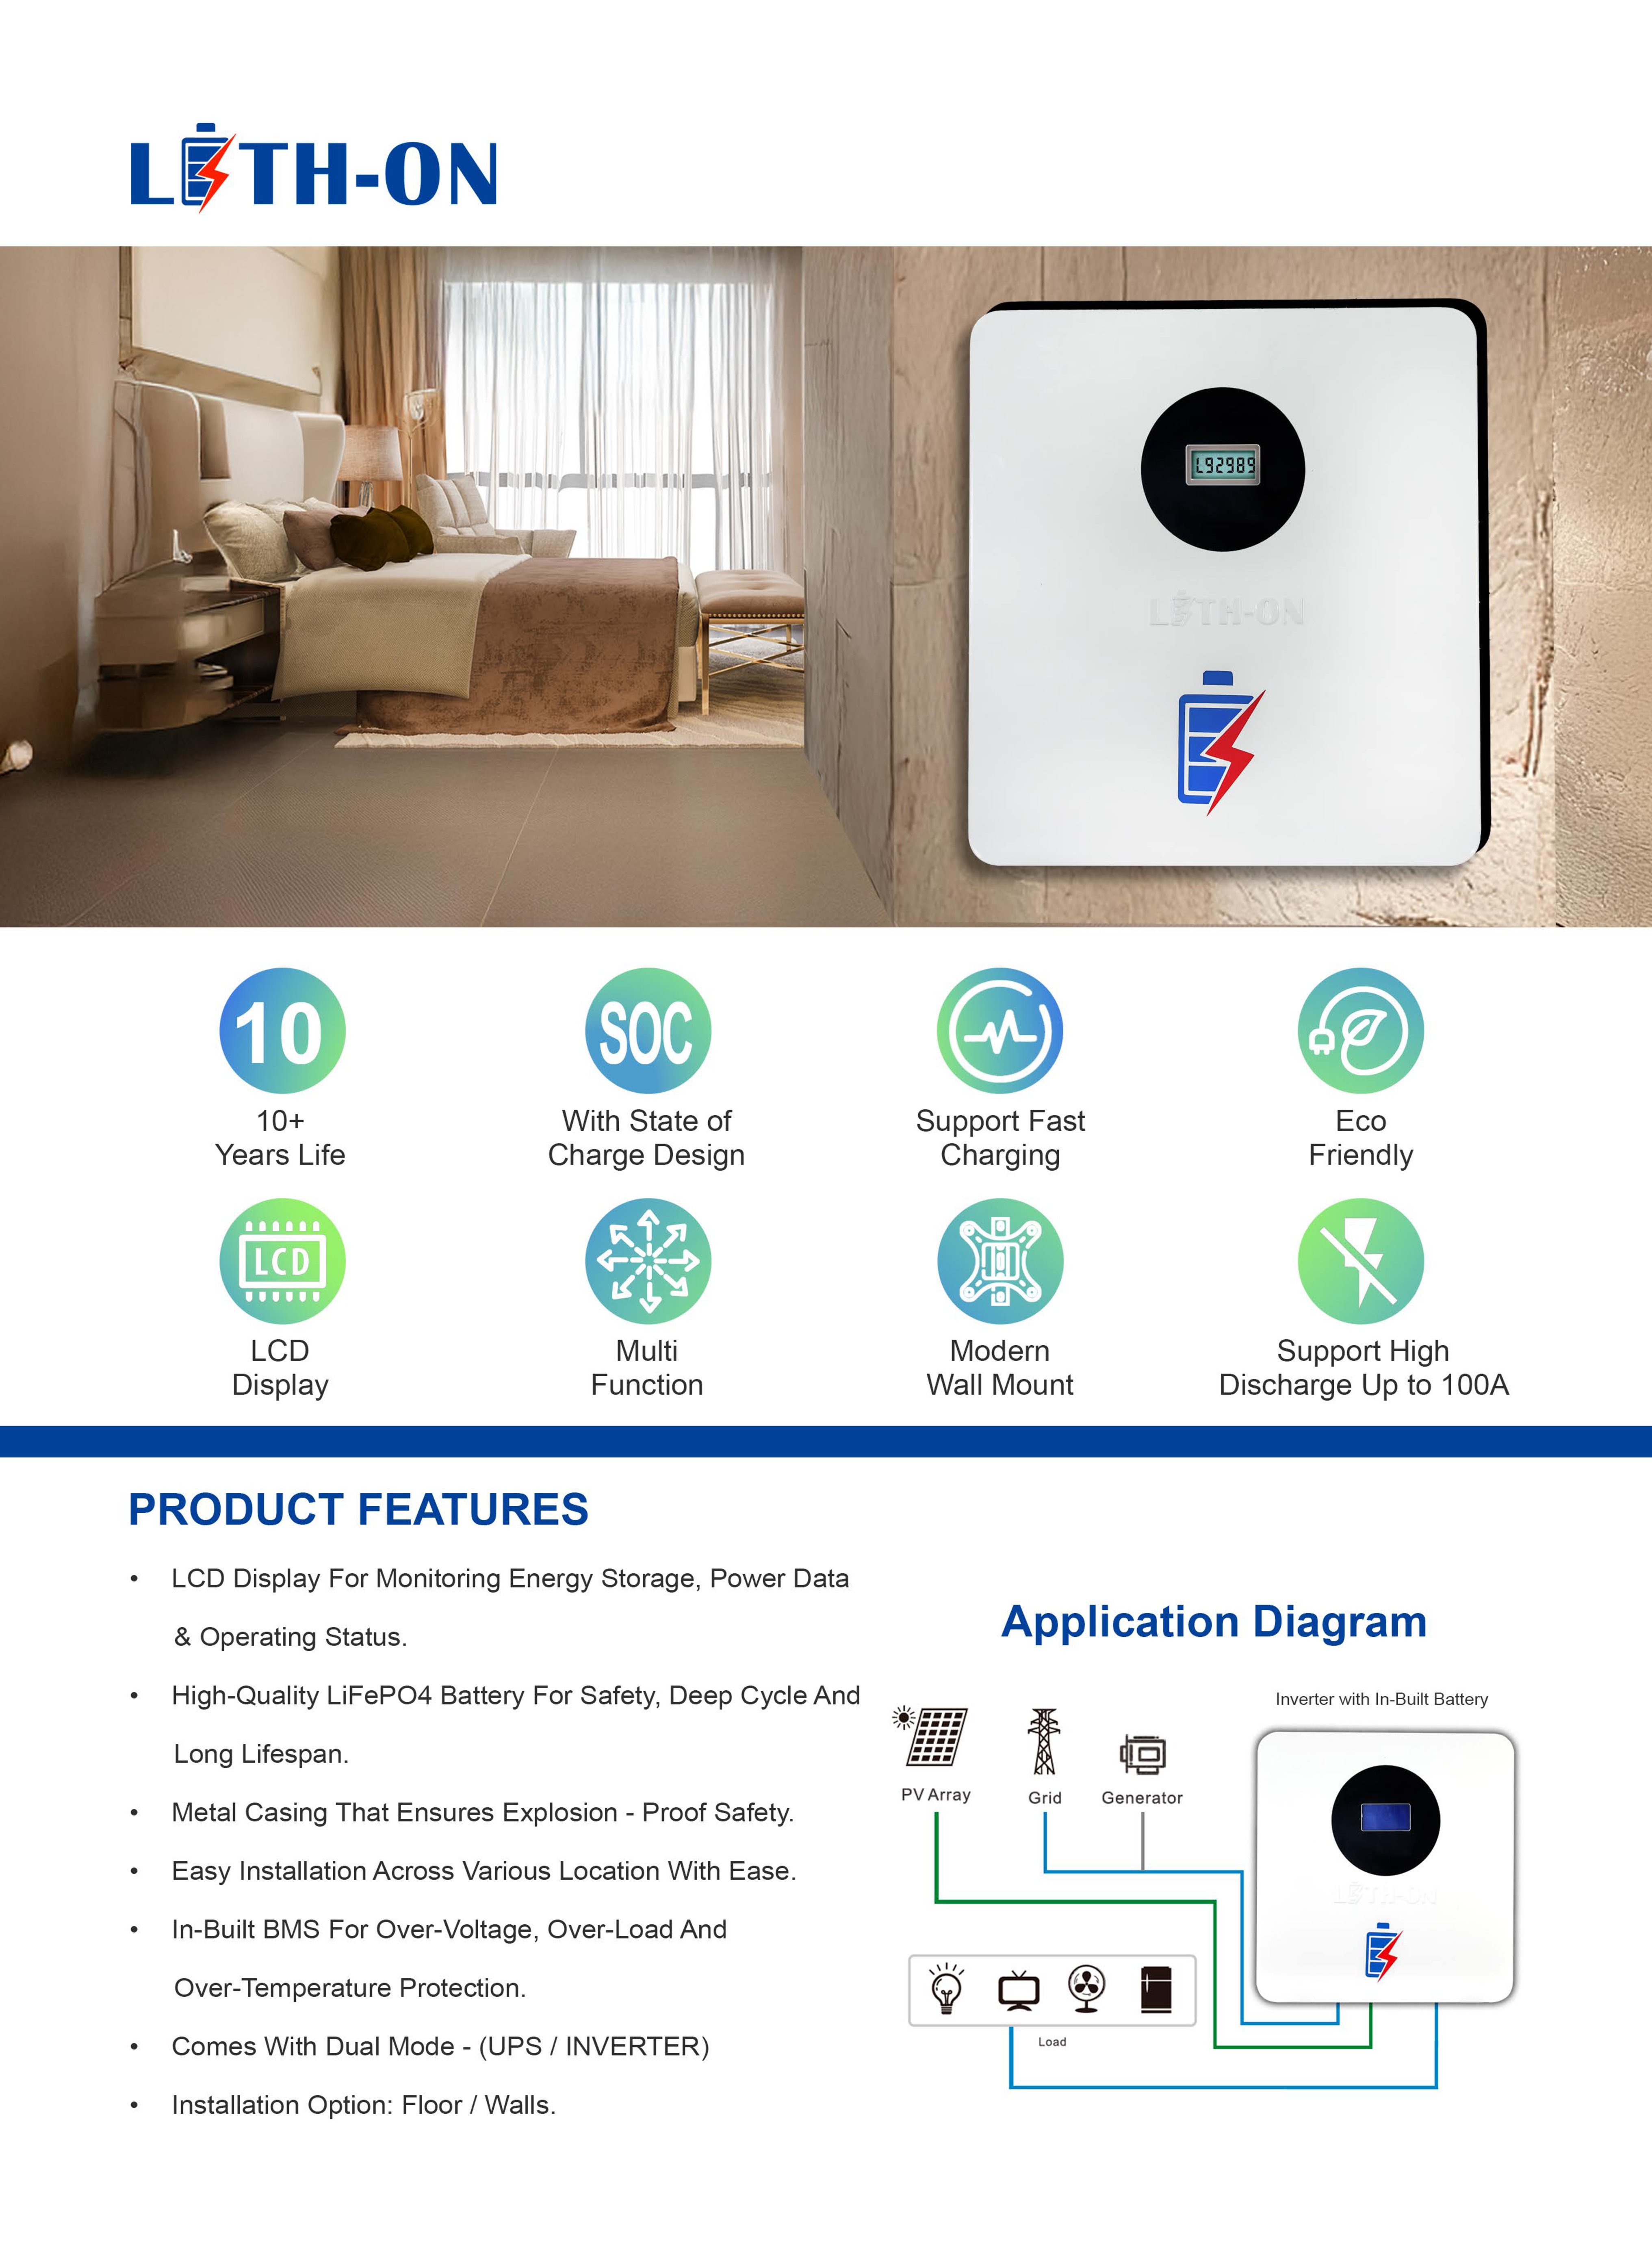 LITH-ON
L92989
LITH-ON
10
SOC
10+
Years Life
With State of
Charge Design
Support Fast
Charging
Eco
Friendly
LCD
LCD
Display
Multi
Function
Modern
Wall Mount
Support High
Discharge Up to 100A
PRODUCT FEATURES
• LCD Display For Monitoring Energy Storage, Power Data
& Operating Status.
• High-Quality LiFePO4 Battery For Safety, Deep Cycle And
Long Lifespan.
• Metal Casing That Ensures Explosion - Proof Safety.
• Easy Installation Across Various Location With Ease.
• In-Built BMS For Over-Voltage, Over-Load And
Over-Temperature Protection.
• Comes With Dual Mode - (UPS / INVERTER)
• Installation Option: Floor / Walls.
Application Diagram
Inverter with In-Built Battery
PV Array
Grid
Generator
LITH-ON
Load